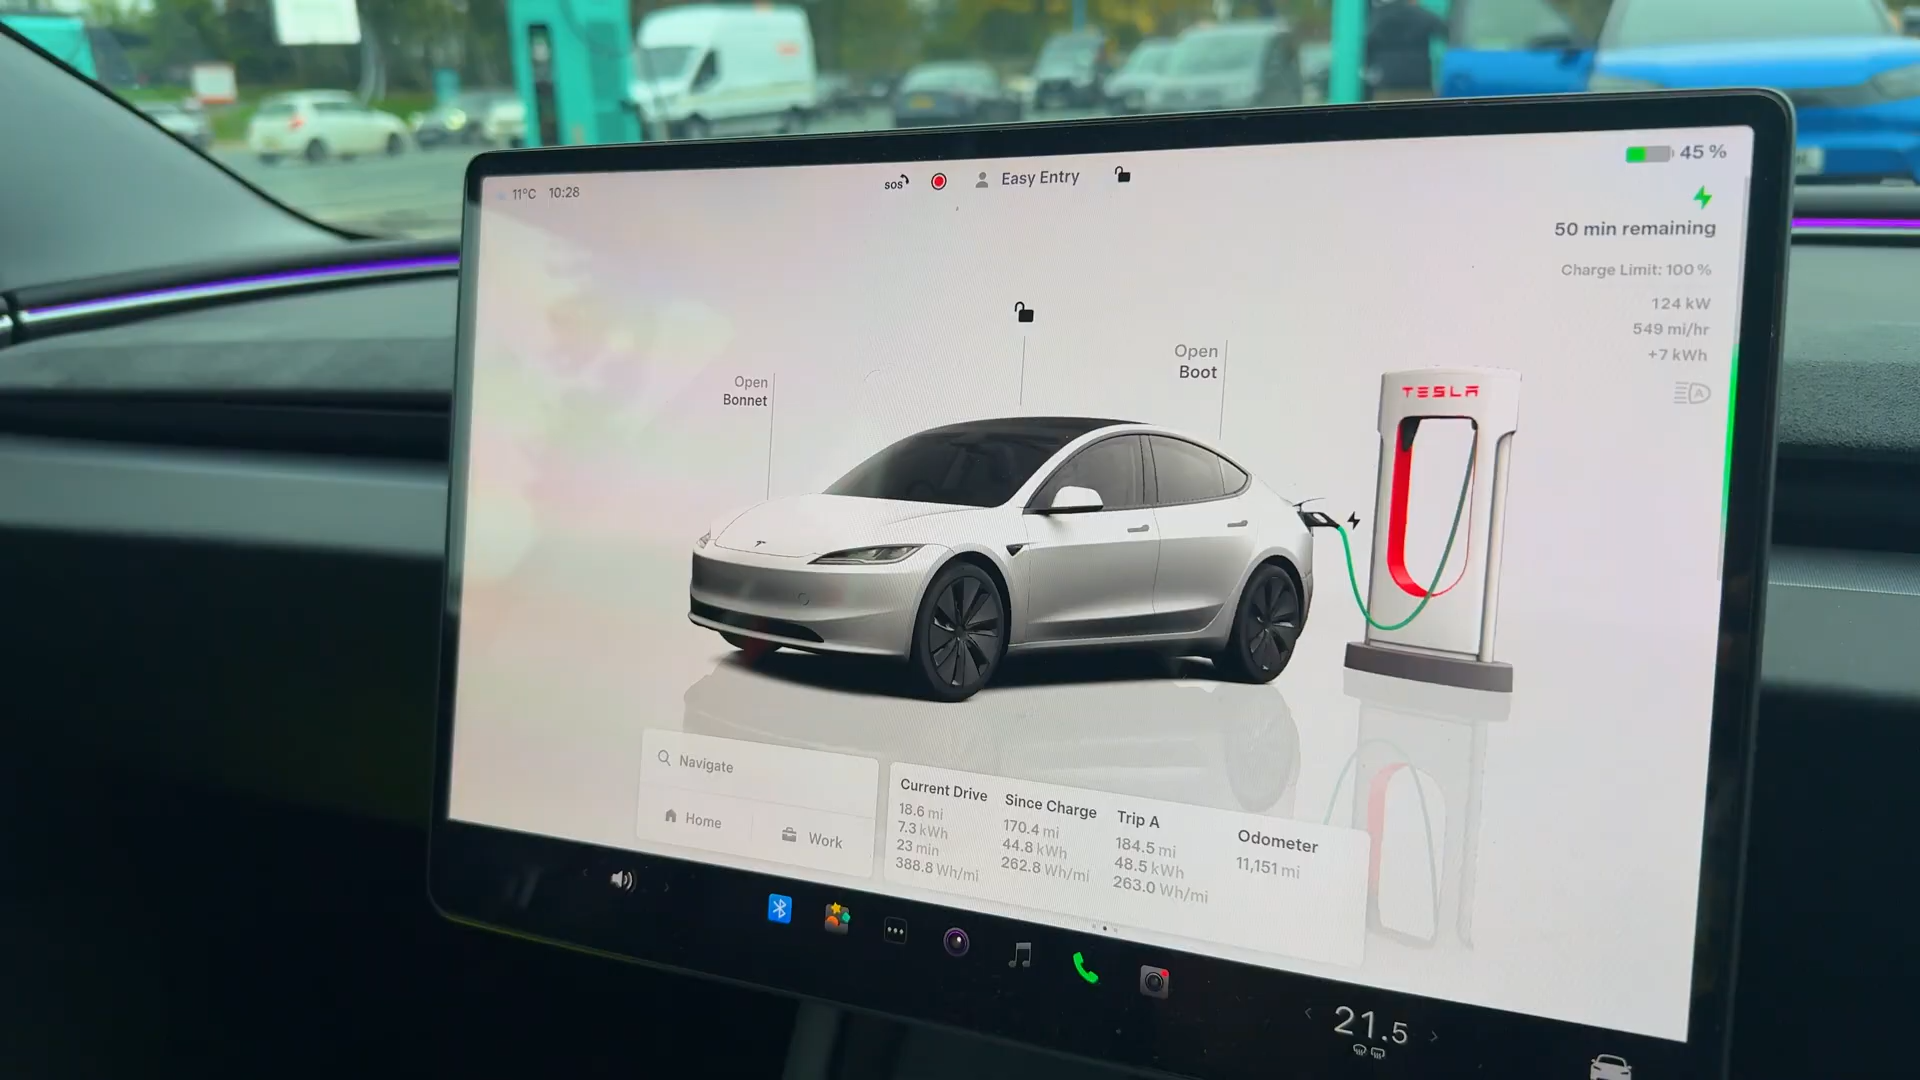 11°C 10:28
SOS
Easy Entry
45 %
50 min remaining
Charge Limit: 100 %
124 kW
549 mi/hr
+7 kWh
A
Open
Bonnet
Open
Boot
TESLA
Navigate
Home
Work
Current Drive
18.6 mi
7.3 kWh
23 min
388.8 Wh/mi
Since Charge
170.4 mi
44.8 kWh
262.8 Wh/mi
Trip A
184.5 mi
48.5 kWh
263.0 Wh/mi
Odometer
11,151 mi
21.5